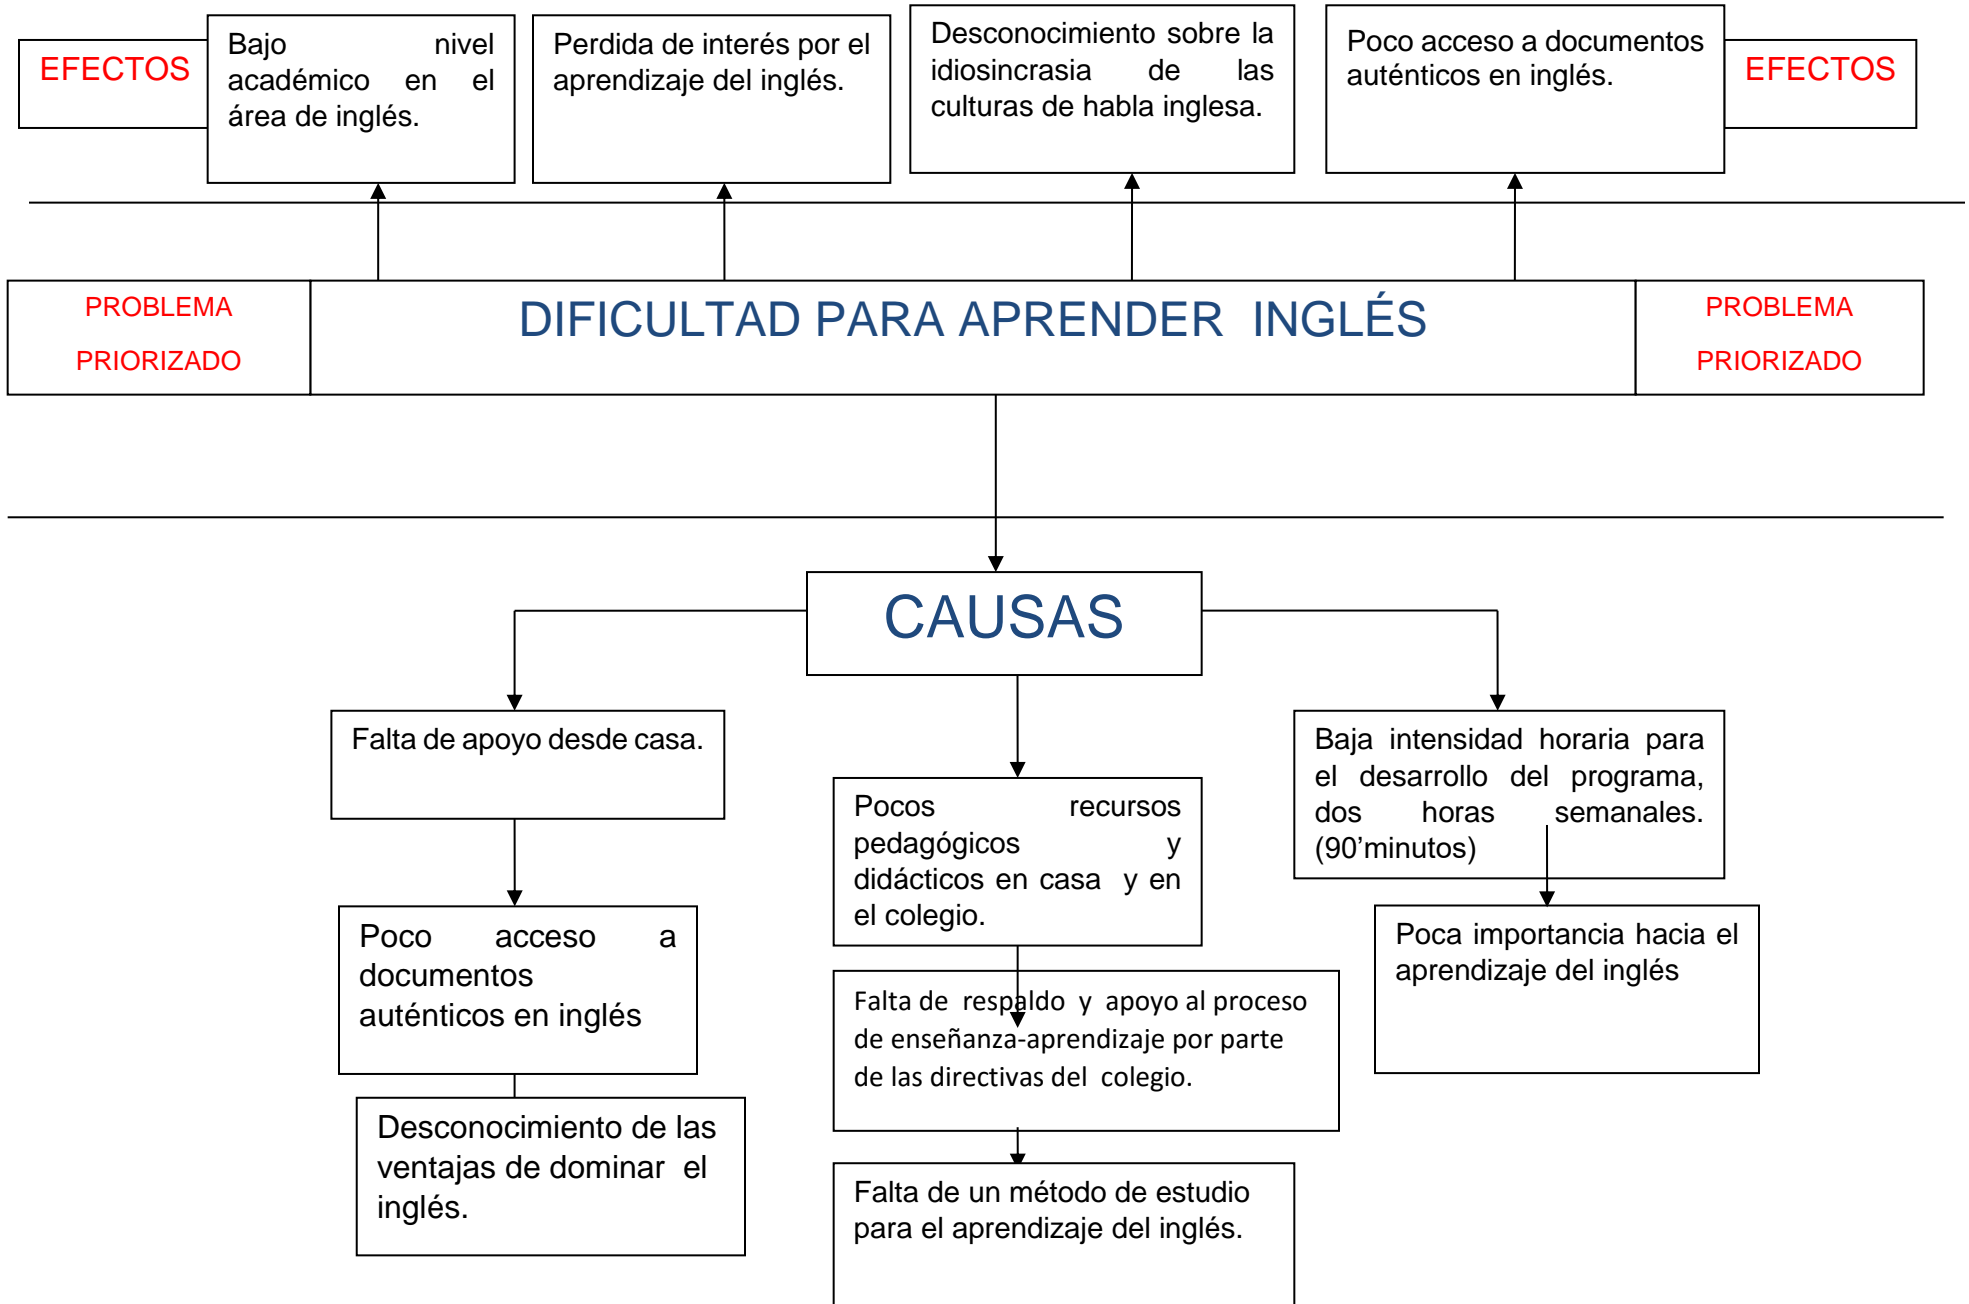 EFECTOS
Bajo nivel
académico en el
área de inglés.
Perdida de interés por el
aprendizaje del inglés.
Desconocimiento sobre la
idiosincrasia de las
culturas de habla inglesa.
Poco acceso a documentos
auténticos en inglés.
EFECTOS
PROBLEMA
PRIORIZADO
DIFICULTAD PARA APRENDER INGLÉS
PROBLEMA
PRIORIZADO
CAUSAS
Falta de apoyo desde casa.
Poco acceso a
documentos
auténticos en inglés
Desconocimiento de las
ventajas de dominar el
inglés.
Pocos recursos
pedagógicos y
didácticos en casa y en
el colegio.
Falta de respaldo y apoyo al proceso
de enseñanza-aprendizaje por parte
de las directivas del colegio.
Falta de un método de estudio
para el aprendizaje del inglés.
Baja intensidad horaria para
el desarrollo del programa,
dos horas semanales.
(90’minutos)
Poca importancia hacia el
aprendizaje del inglés